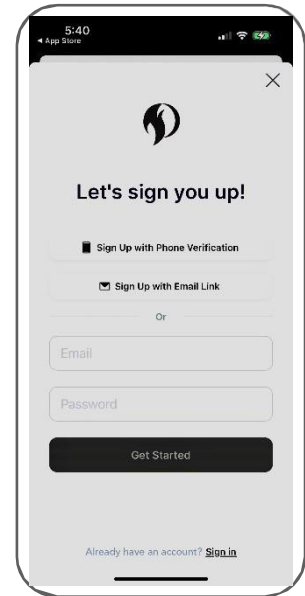 5:40
◀ App Store
Let's sign you up!
Sign Up with Phone Verification
Sign Up with Email Link
Or
Email
Password
Get Started
Already have an account? Sign in